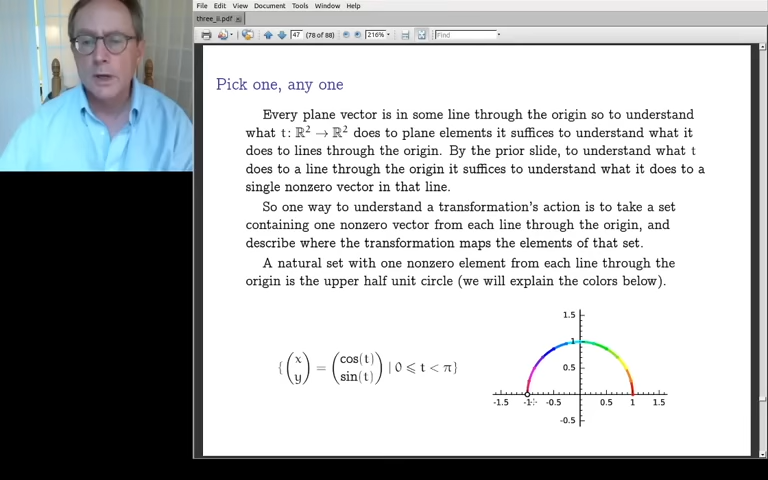 File Edit View Document Tools Window Help
three_ii.pdf
47 (78 of 88) 216% Find
Pick one, any one
Every plane vector is in some line through the origin so to understand
what t: ℝ² → ℝ² does to plane elements it suffices to understand what it
does to lines through the origin. By the prior slide, to understand what t
does to a line through the origin it suffices to understand what it does to a
single nonzero vector in that line.
So one way to understand a transformation's action is to take a set
containing one nonzero vector from each line through the origin, and
describe where the transformation maps the elements of that set.
A natural set with one nonzero element from each line through the
origin is the upper half unit circle (we will explain the colors below).
{ (x y) = (cos(t) sin(t)) | 0 ⩽ t < π}
1.5
1
0.5
-1.5 -1 -0.5 0.5 1 1.5
-0.5